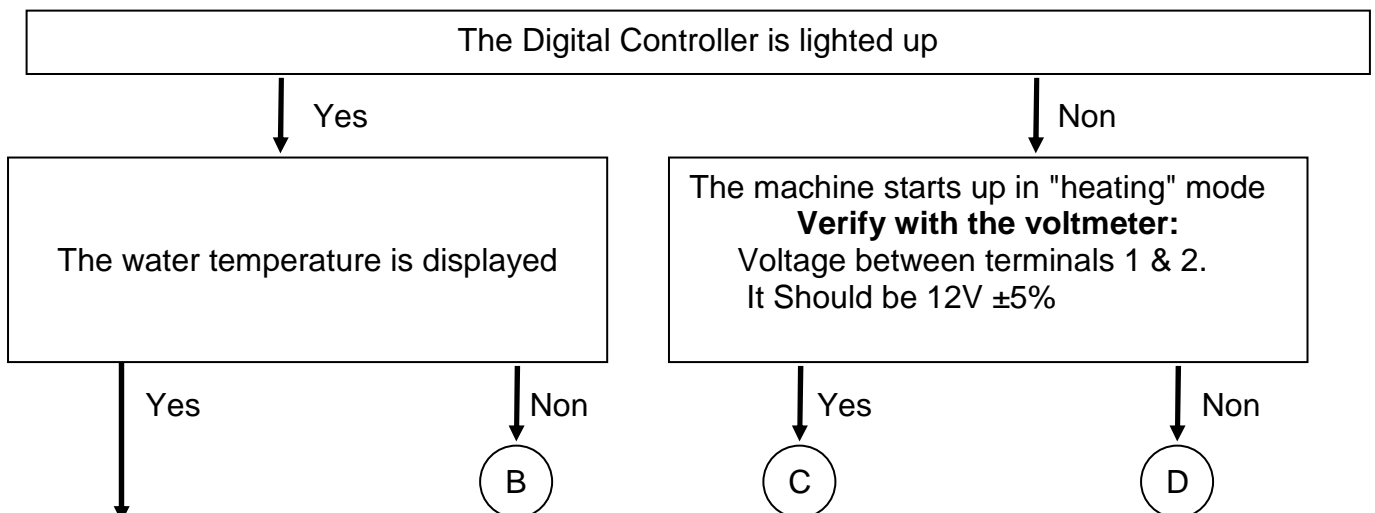 The Digital Controller is lighted up
Yes
Non
The water temperature is displayed
The machine starts up in "heating" mode
Verify with the voltmeter:
Voltage between terminals 1 & 2.
It Should be 12V ±5%
Yes
Non
Yes
Non
B
C
D